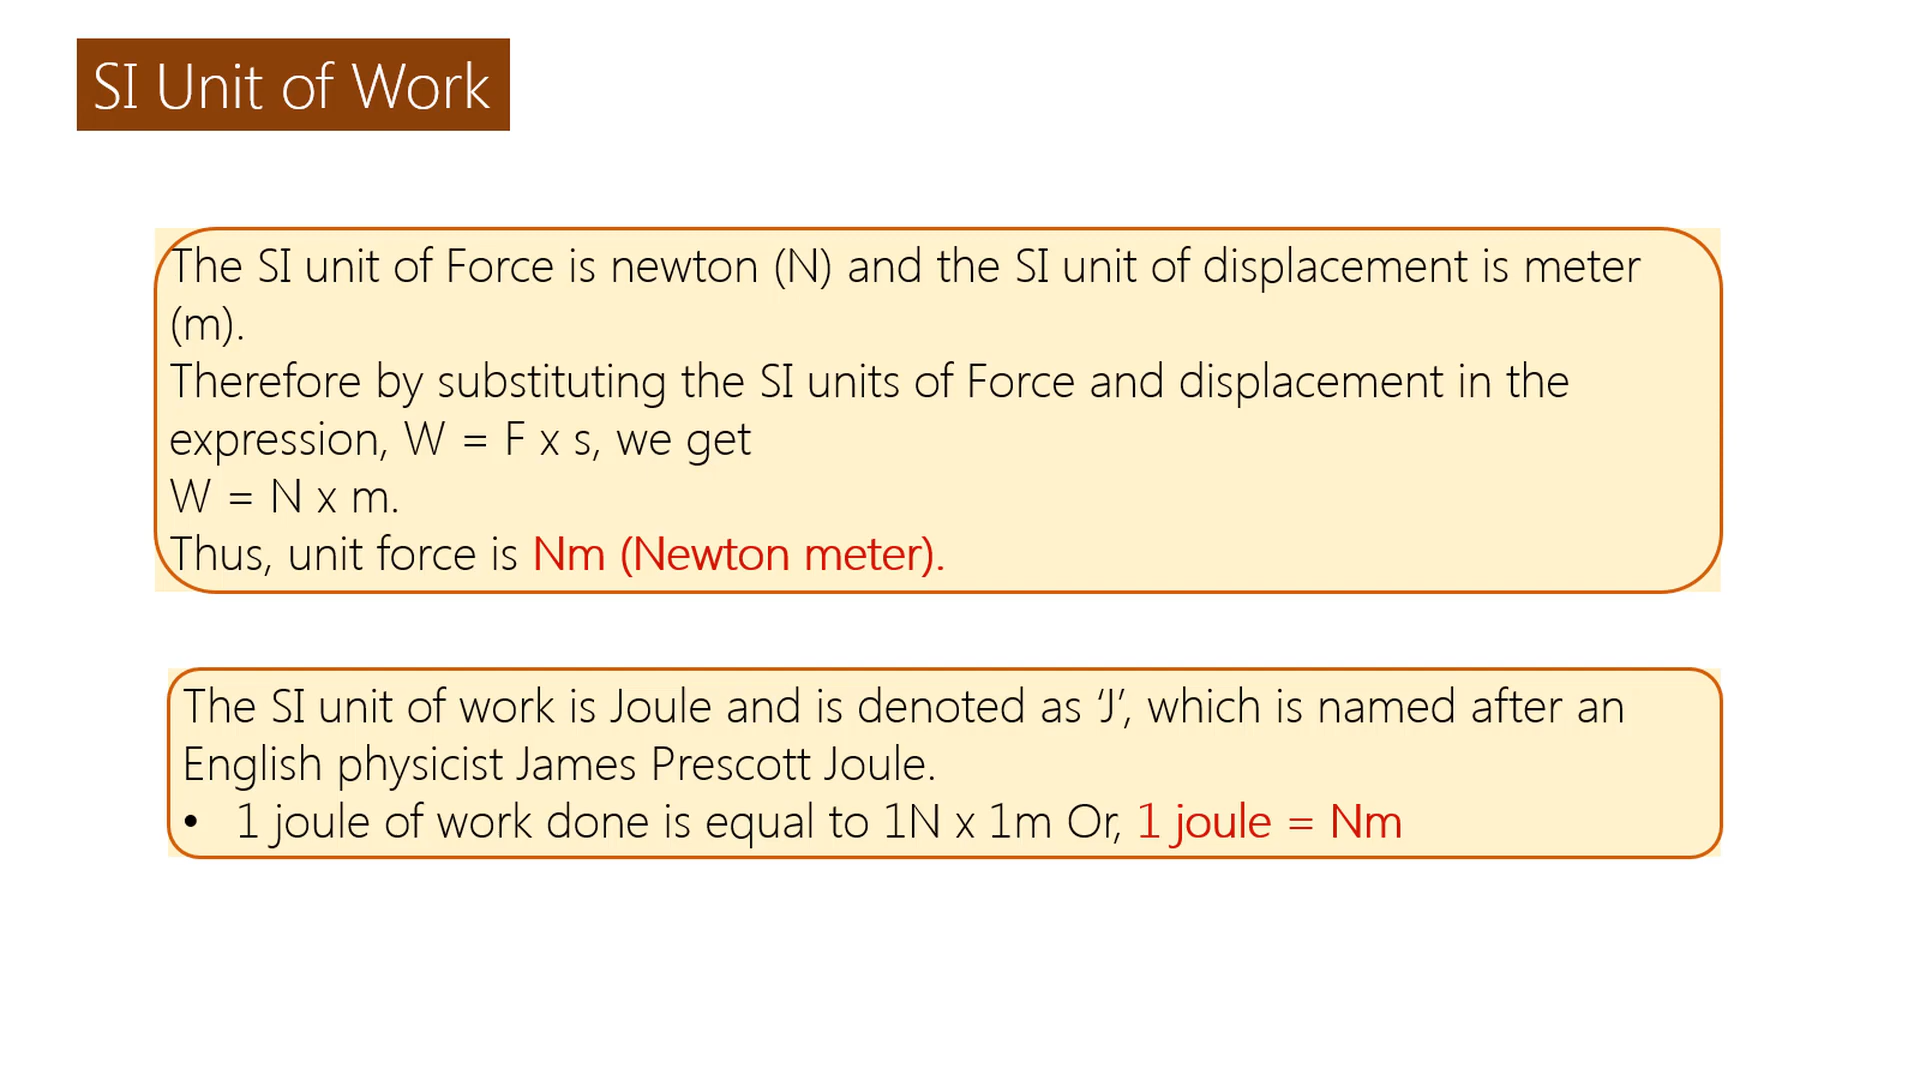 SI Unit of Work
The SI unit of Force is newton (N) and the SI unit of displacement is meter
(m).
Therefore by substituting the SI units of Force and displacement in the
expression, W = F x s, we get
W = N x m.
Thus, unit force is Nm (Newton meter).
The SI unit of work is Joule and is denoted as ‘J’, which is named after an
English physicist James Prescott Joule.
• 1 joule of work done is equal to 1N x 1m Or, 1 joule = Nm